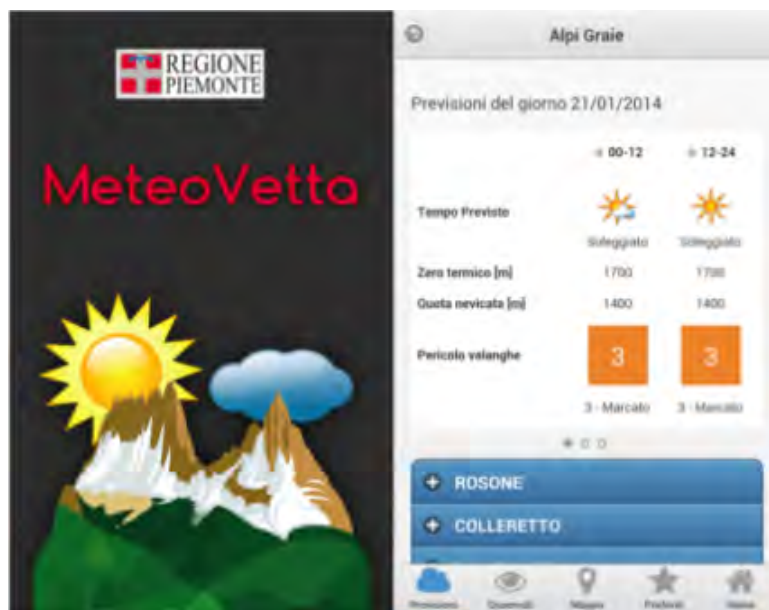 REGIONE
PIEMONTE
MeteoVetta
Alpi Graie
Previsioni del giorno 21/01/2014
00-12 12-24
Tempo Previsto
Soleggiato Soleggiato
Zero termico [m] 1700 1700
Quota nevicata [m] 1400 1400
Pericolo valanghe 3 3
3 - Marcato 3 - Marcato
ROSONE
COLLERETTO
Previsioni Mappa Preferiti Home